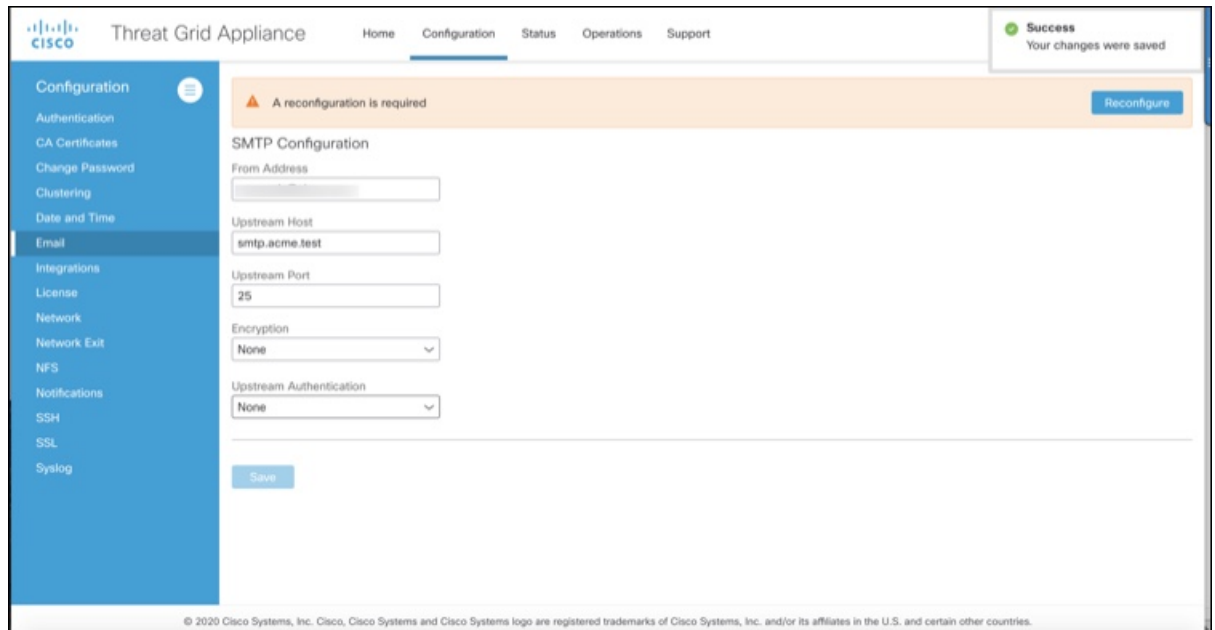 CISCO
Threat Grid Appliance
Home
Configuration
Status
Operations
Support
Success
Your changes were saved
Configuration
Authentication
CA Certificates
Change Password
Clustering
Date and Time
Email
Integrations
License
Network
Network Exit
NFS
Notifications
SSH
SSL
Syslog
A reconfiguration is required
Reconfigure
SMTP Configuration
From Address
Upstream Host
smtp.acme.test
Upstream Port
25
Encryption
None
Upstream Authentication
None
Save
© 2020 Cisco Systems, Inc. Cisco, Cisco Systems and Cisco Systems logo are registered trademarks of Cisco Systems, Inc. and/or its affiliates in the U.S. and certain other countries.